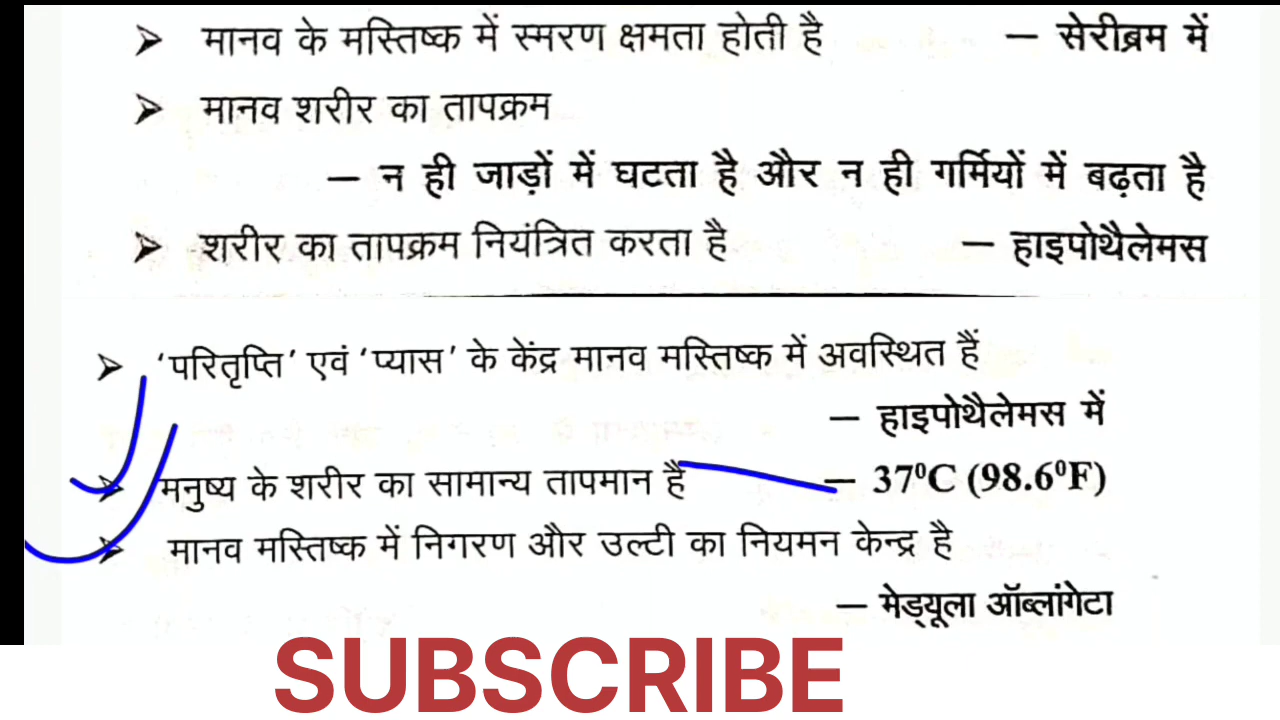 ➢ मानव के मस्तिष्क में स्मरण क्षमता होती है — सेरीब्रम में
➢ मानव शरीर का तापक्रम
— न ही जाड़ों में घटता है और न ही गर्मियों में बढ़ता है
➢ शरीर का तापक्रम नियंत्रित करता है — हाइपोथैलेमस
➢ 'परितृप्ति' एवं 'प्यास' के केंद्र मानव मस्तिष्क में अवस्थित हैं
— हाइपोथैलेमस में
➢ मनुष्य के शरीर का सामान्य तापमान है — 37⁰C (98.6⁰F)
➢ मानव मस्तिष्क में निगरण और उल्टी का नियमन केन्द्र है
— मेड्यूला ऑब्लांगेटा
SUBSCRIBE